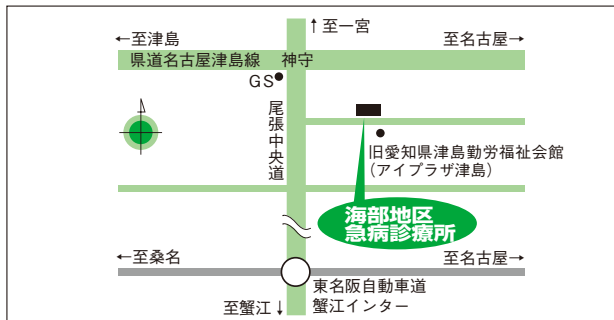 ↑至一宮
←至津島
至名古屋→
県道名古屋津島線 神守
GS●
尾張中央道
旧愛知県津島勤労福祉会館
(アイプラザ津島)
海部地区
急病診療所
←至桑名
至名古屋→
東名阪自動車道
蟹江インター
至蟹江↓